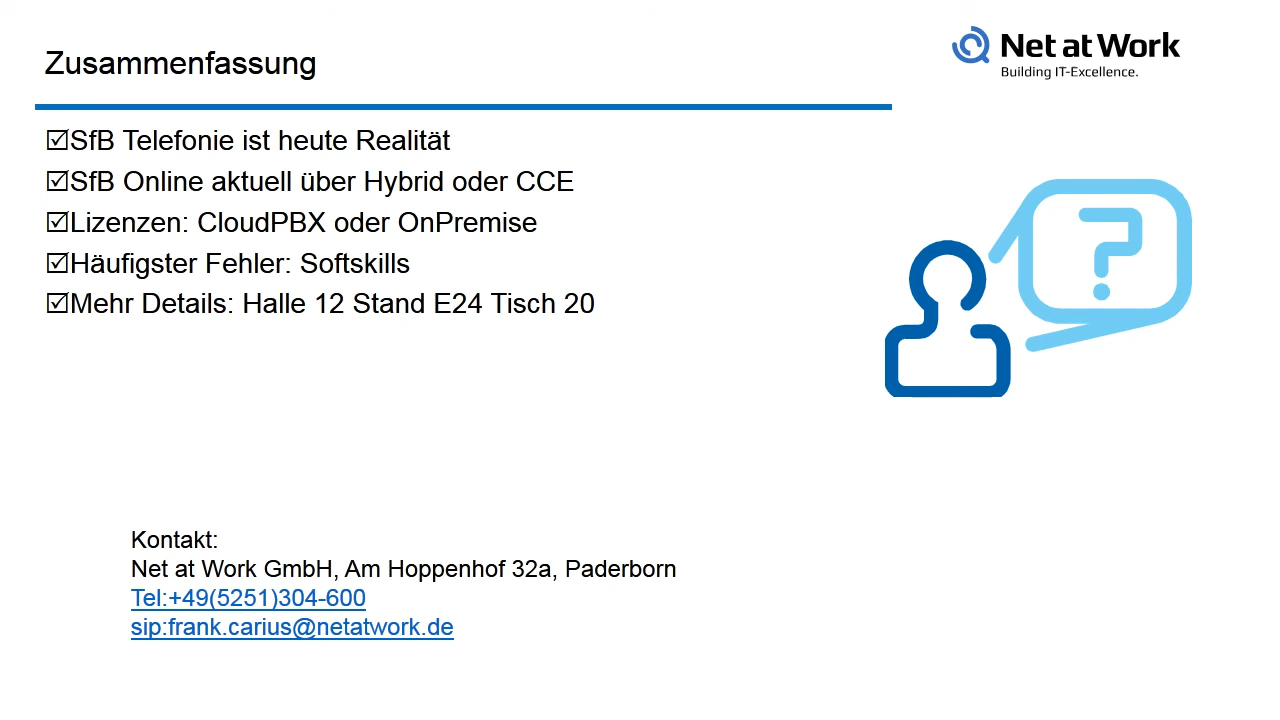 Zusammenfassung
Net at Work
Building IT-Excellence.
☑SfB Telefonie ist heute Realität
☑SfB Online aktuell über Hybrid oder CCE
☑Lizenzen: CloudPBX oder OnPremise
☑Häufigster Fehler: Softskills
☑Mehr Details: Halle 12 Stand E24 Tisch 20
?
Kontakt:
Net at Work GmbH, Am Hoppenhof 32a, Paderborn
Tel:+49(5251)304-600
sip:frank.carius@netatwork.de